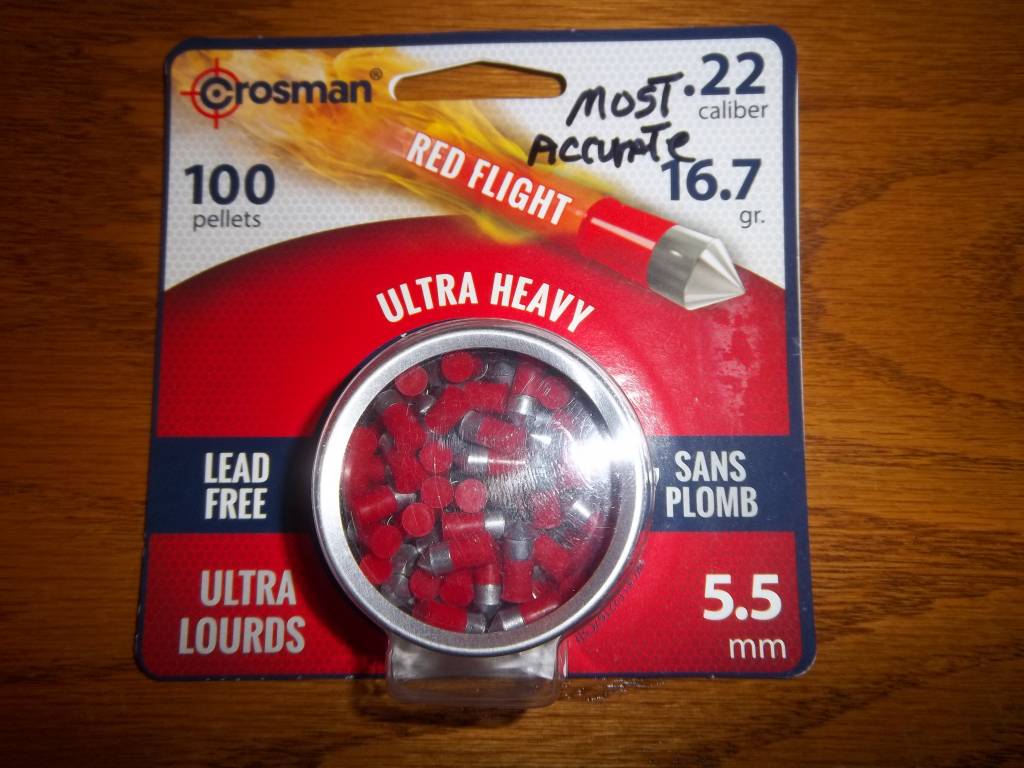 Crosman®
MOST
ACCURATE
.22
caliber
100
pellets
RED FLIGHT
16.7
gr.
ULTRA HEAVY
LEAD
FREE
SANS
PLOMB
ULTRA
LOURDS
5.5
mm